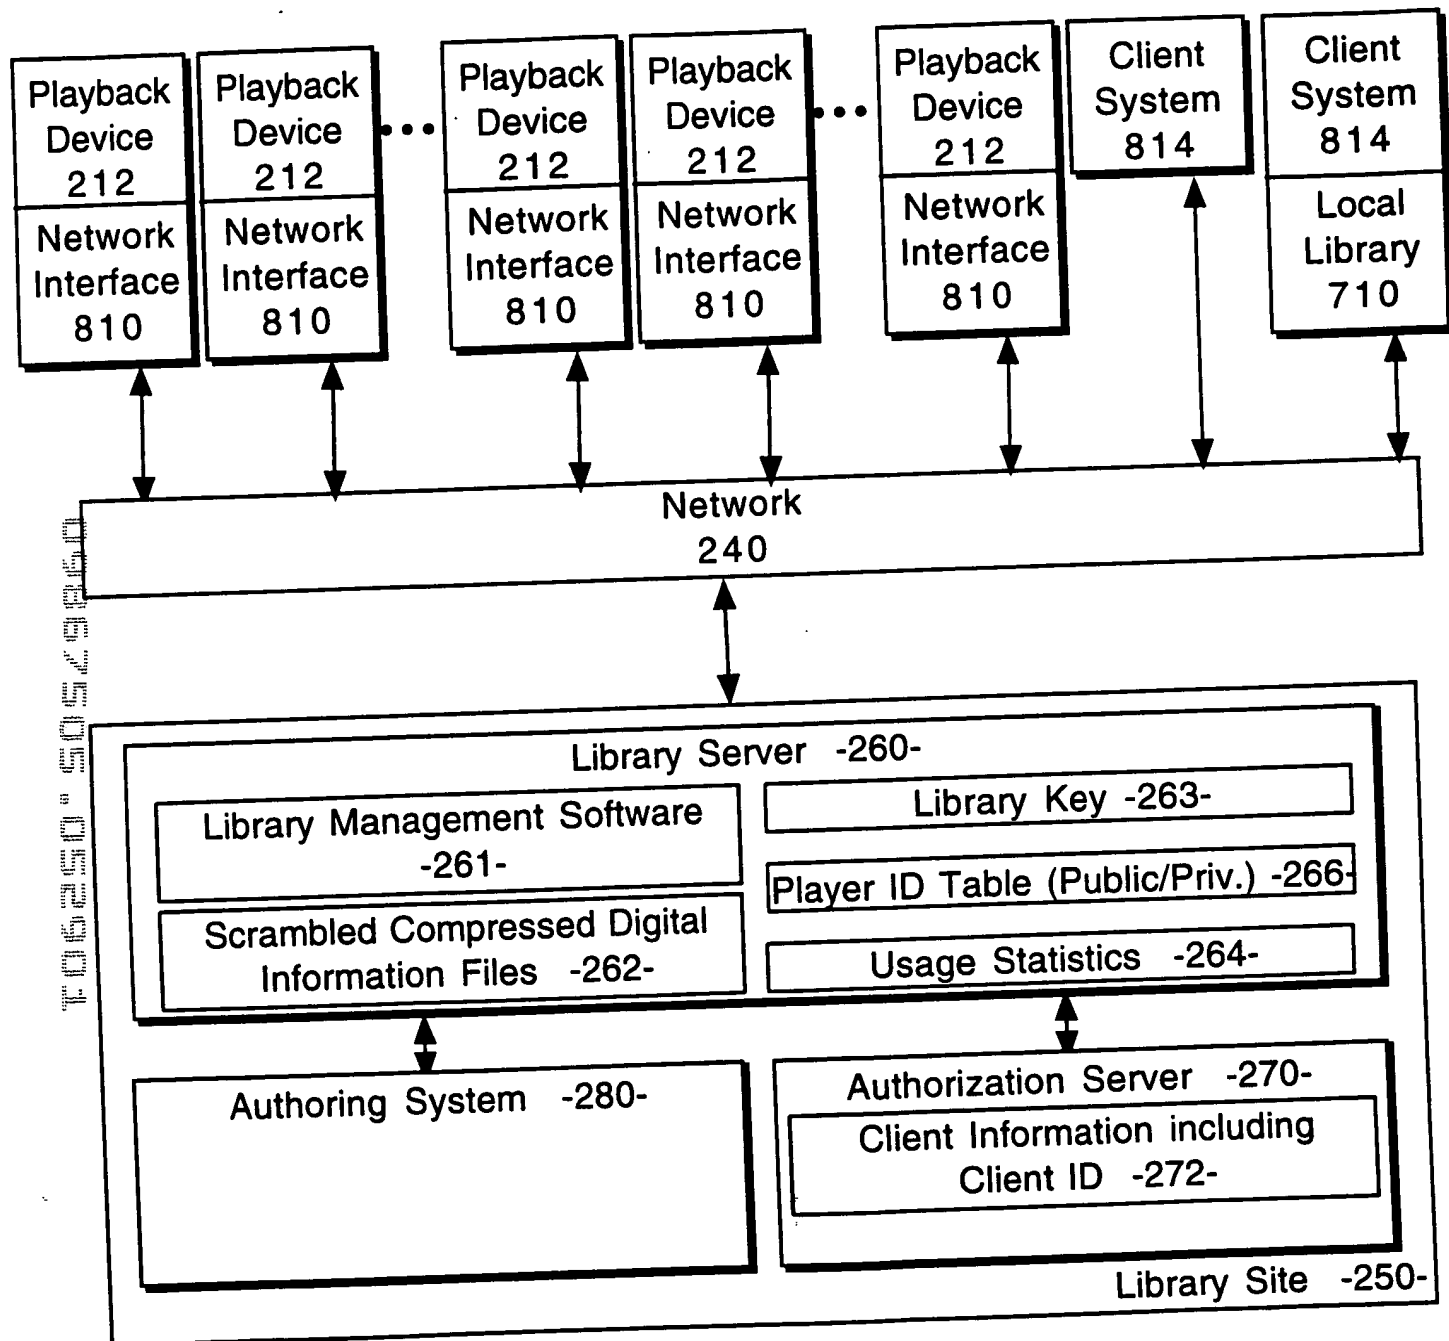 Playback
Device
212
Network
Interface
810
Playback
Device
212
Network
Interface
810
Playback
Device
212
Network
Interface
810
Playback
Device
212
Network
Interface
810
Playback
Device
212
Network
Interface
810
Client
System
814
Client
System
814
Local
Library
710
Network
240
09867505.052901
Library Server -260-
Library Management Software
-261-
Scrambled Compressed Digital
Information Files -262-
Library Key -263-
Player ID Table (Public/Priv.) -266-
Usage Statistics -264-
Authoring System -280-
Authorization Server -270-
Client Information including
Client ID -272-
Library Site -250-